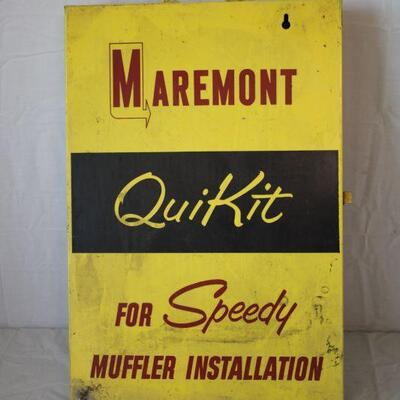 MAREMONT
QuiKit
FOR Speedy
MUFFLER INSTALLATION